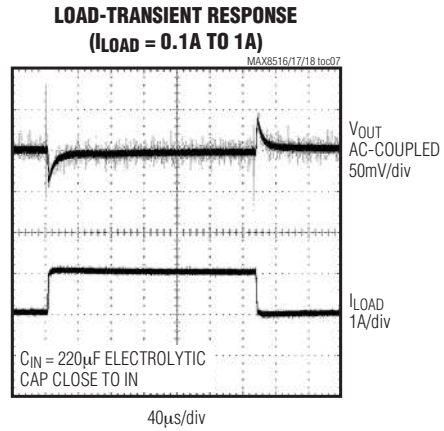 LOAD-TRANSIENT RESPONSE
(ILOAD = 0.1A TO 1A)
MAX8516/17/18 toc07
VOUT
AC-COUPLED
50mV/div
ILOAD
1A/div
CIN = 220μF ELECTROLYTIC
CAP CLOSE TO IN
40μs/div